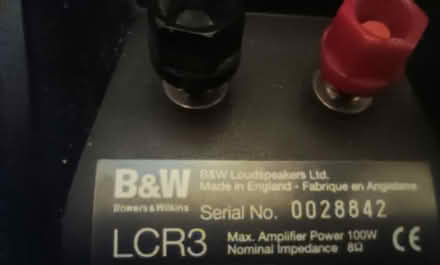 B&W
Bowers & Wilkins
B&W Loudspeakers Ltd.
Made in England - Fabrique en Angleterre
Serial No. 0028842
LCR3
Max. Amplifier Power 100W
Nominal Impedance 8Ω
CE